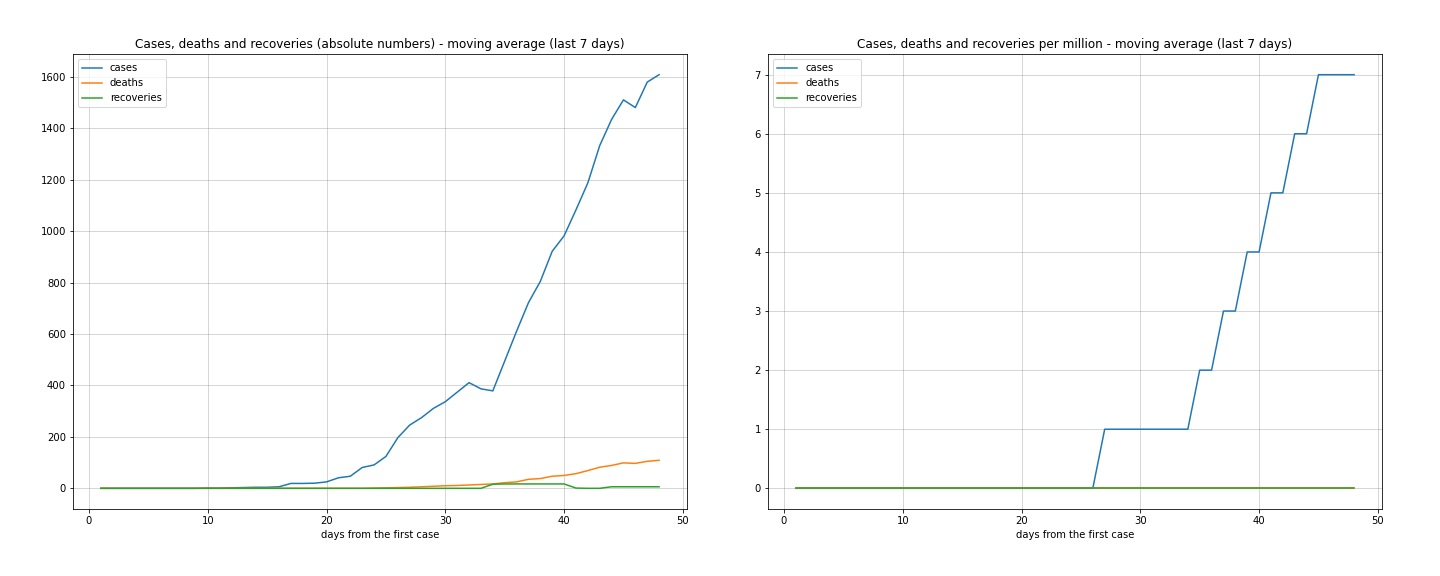 Cases, deaths and recoveries (absolute numbers) - moving average (last 7 days)
cases
deaths
recoveries
1600
1400
1200
1000
800
600
400
200
0
0 10 20 30 40 50
days from the first case
Cases, deaths and recoveries per million - moving average (last 7 days)
cases
deaths
recoveries
7
6
5
4
3
2
1
0
0 10 20 30 40 50
days from the first case